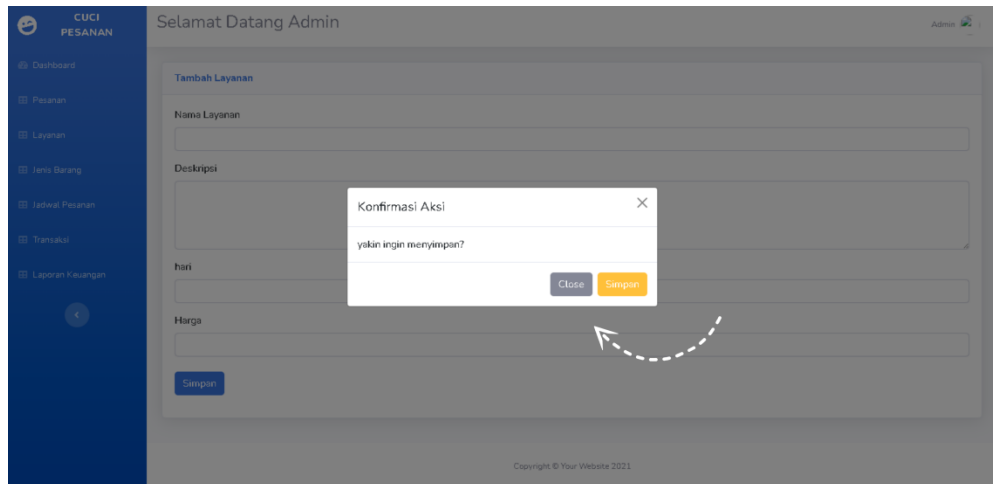 CUCI
PESANAN
Selamat Datang Admin
Admin
Dashboard
Pesanan
Layanan
Jenis Barang
Jadwal Pesanan
Transaksi
Laporan Keuangan
Tambah Layanan
Nama Layanan
Deskripsi
hari
Harga
Simpan
Konfirmasi Aksi
yakin ingin menyimpan?
Close Simpan
Copyright © Your Website 2021